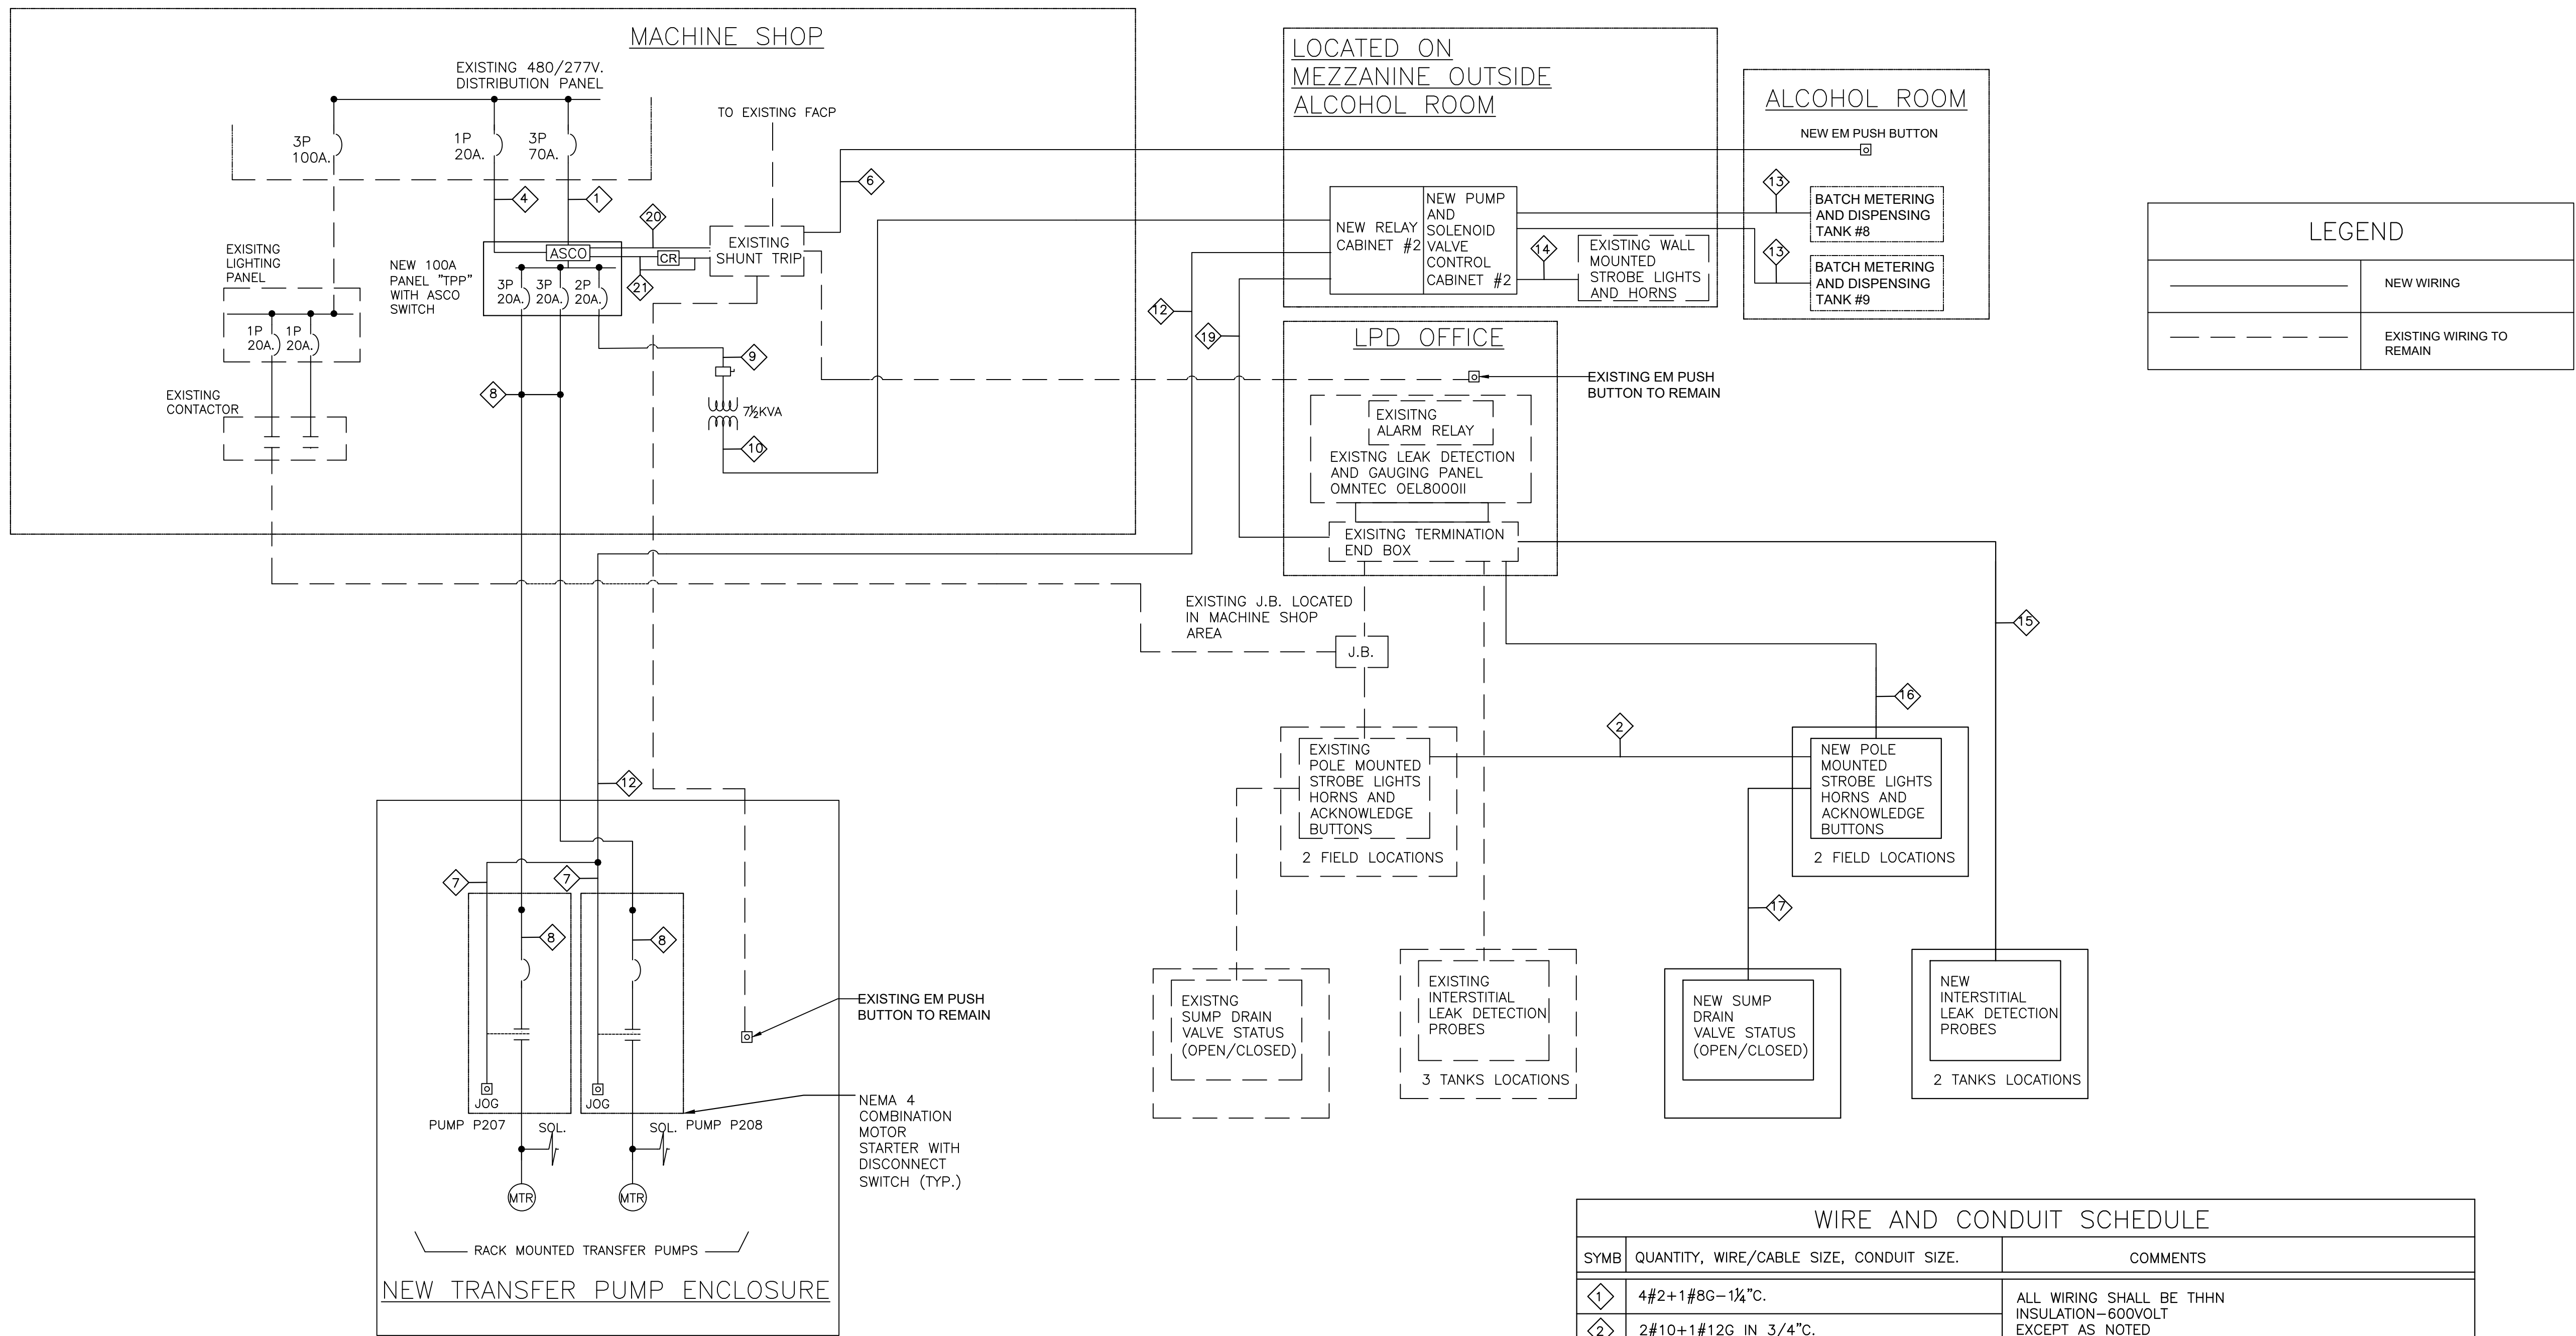 MACHINE SHOP
EXISTING 480/277V.
DISTRIBUTION PANEL
TO EXISTING FACP
3P
100A.
1P
20A.
3P
70A.
4
1
20
6
EXISTING
SHUNT TRIP
ASCO
CR
21
NEW 100A
PANEL "TPP"
WITH ASCO
SWITCH
3P
20A.
3P
20A.
2P
20A.
EXISITNG
LIGHTING
PANEL
1P
20A.
1P
20A.
EXISTING
CONTACTOR
8
9
7½KVA
10
LOCATED ON
MEZZANINE OUTSIDE
ALCOHOL ROOM
NEW RELAY
CABINET #2
NEW PUMP
AND
SOLENOID
VALVE
CONTROL
CABINET #2
14
EXISTING WALL
MOUNTED
STROBE LIGHTS
AND HORNS
12
19
ALCOHOL ROOM
NEW EM PUSH BUTTON
13
BATCH METERING
AND DISPENSING
TANK #8
13
BATCH METERING
AND DISPENSING
TANK #9
LEGEND
NEW WIRING
EXISTING WIRING TO
REMAIN
LPD OFFICE
EXISTING EM PUSH
BUTTON TO REMAIN
EXISITNG
ALARM RELAY
EXISTNG LEAK DETECTION
AND GAUGING PANEL
OMNTEC OEL8000II
EXISITNG TERMINATION
END BOX
EXISTING J.B. LOCATED
IN MACHINE SHOP
AREA
J.B.
15
16
2
EXISTING
POLE MOUNTED
STROBE LIGHTS
HORNS AND
ACKNOWLEDGE
BUTTONS
2 FIELD LOCATIONS
NEW POLE
MOUNTED
STROBE LIGHTS
HORNS AND
ACKNOWLEDGE
BUTTONS
2 FIELD LOCATIONS
17
EXISTNG
SUMP DRAIN
VALVE STATUS
(OPEN/CLOSED)
EXISTING
INTERSTITIAL
LEAK DETECTION
PROBES
3 TANKS LOCATIONS
NEW SUMP
DRAIN
VALVE STATUS
(OPEN/CLOSED)
NEW
INTERSTITIAL
LEAK DETECTION
PROBES
2 TANKS LOCATIONS
12
7
7
8
8
EXISTING EM PUSH
BUTTON TO REMAIN
JOG
JOG
PUMP P207
SOL.
SOL.
PUMP P208
NEMA 4
COMBINATION
MOTOR
STARTER WITH
DISCONNECT
SWITCH (TYP.)
MTR
MTR
RACK MOUNTED TRANSFER PUMPS
NEW TRANSFER PUMP ENCLOSURE
WIRE AND CONDUIT SCHEDULE
SYMB
QUANTITY, WIRE/CABLE SIZE, CONDUIT SIZE.
COMMENTS
1
4#2+1#8G-1¼"C.
2
2#10+1#12G IN 3/4"C.
ALL WIRING SHALL BE THHN
INSULATION-600VOLT
EXCEPT AS NOTED